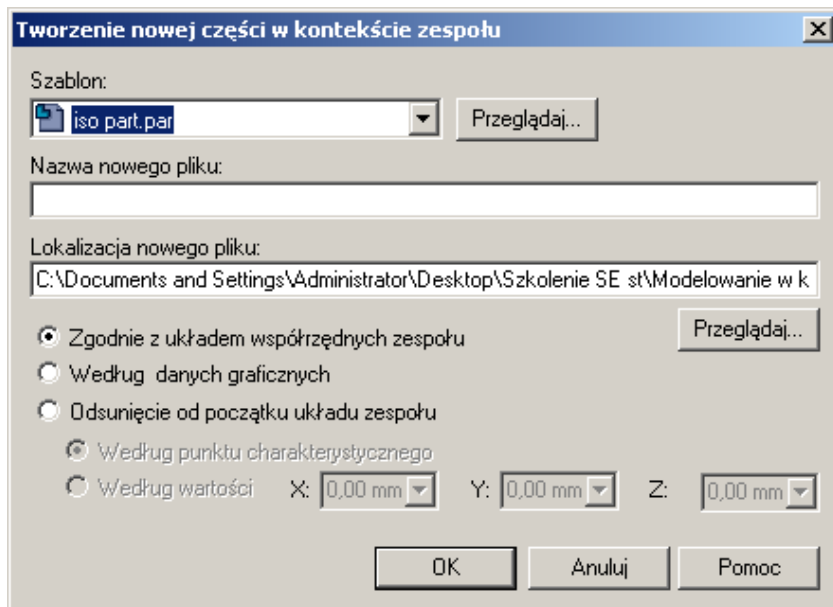 Tworzenie nowej części w kontekście zespołu
Szablon:
iso part.par
Przeglądaj...
Nazwa nowego pliku:
Lokalizacja nowego pliku:
C:\Documents and Settings\Administrator\Desktop\Szkolenie SE st\Modelowanie w k
Przeglądaj...
Zgodnie z układem współrzędnych zespołu
Według danych graficznych
Odsunięcie od początku układu zespołu
Według punktu charakterystycznego
Według wartości X: 0,00 mm Y: 0,00 mm Z: 0,00 mm
OK Anuluj Pomoc